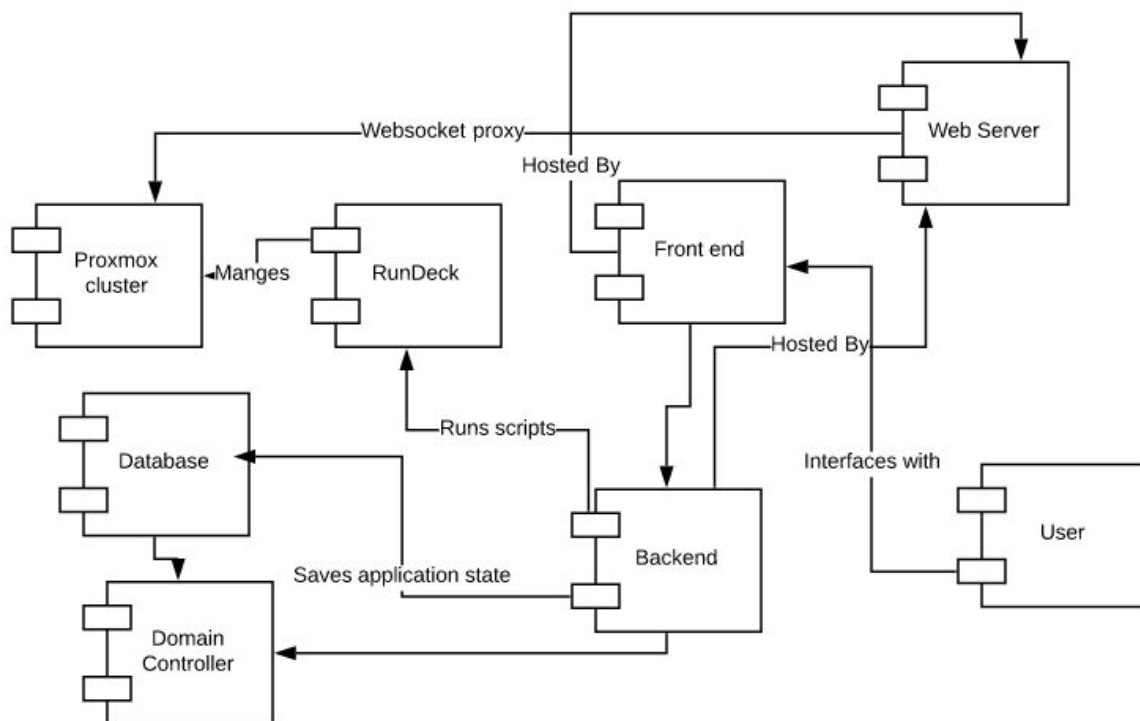 Web Server
Websocket proxy
Hosted By
Front end
Proxmox
cluster
Manges
RunDeck
Hosted By
Runs scripts
Database
Interfaces with
User
Backend
Saves application state
Domain
Controller